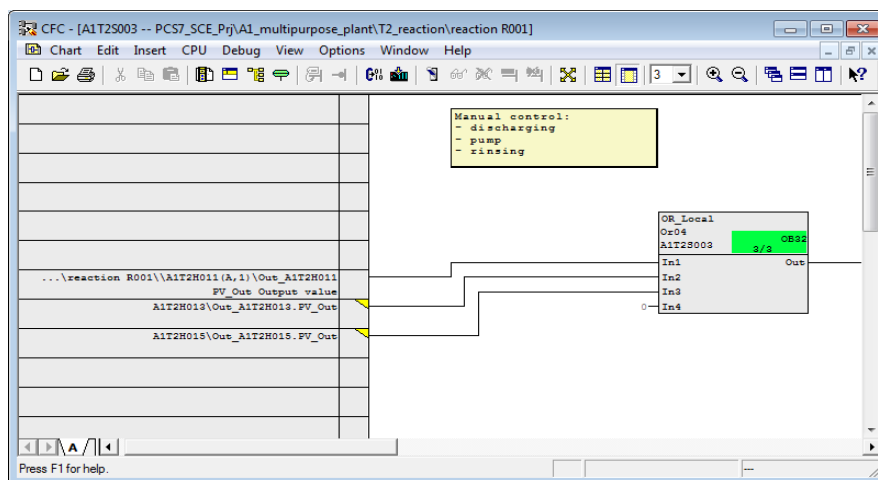 CFC - [A1T2S003 -- PCS7_SCE_Prj\A1_multipurpose_plant\T2_reaction\reaction R001]
Chart Edit Insert CPU Debug View Options Window Help
3
Manual control:
- discharging
- pump
- rinsing
OR_Local
Or04
A1T2S003
OB32
3/3
In1
Out
In2
In3
0
In4
...\reaction R001\\A1T2H011(A,1)\Out_A1T2H011
PV_Out Output value
A1T2H013\Out_A1T2H013.PV_Out
A1T2H015\Out_A1T2H015.PV_Out
A
Press F1 for help.
---